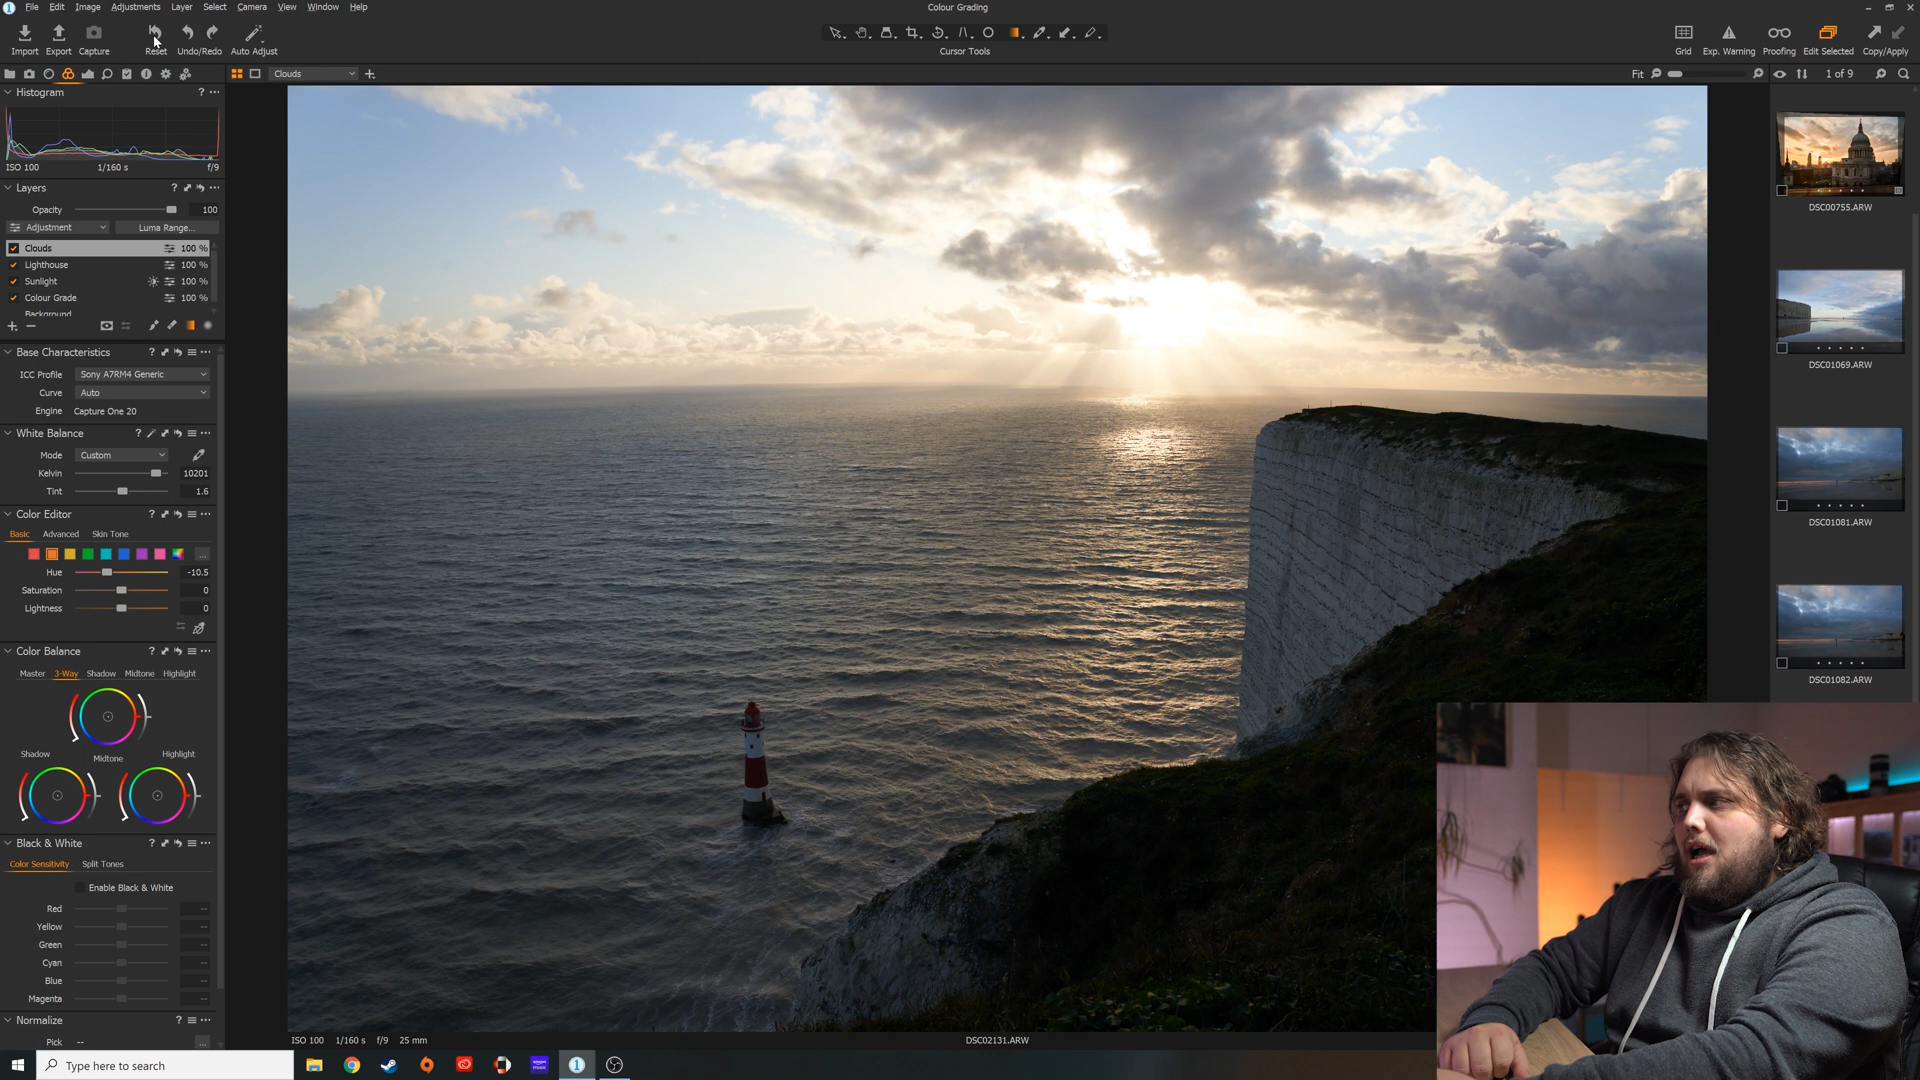 File Edit Image Adjustments Layer Select Camera View Window Help
Colour Grading
Import Export Capture Reset Undo/Redo Auto Adjust
Cursor Tools
Grid Exp. Warning Proofing Edit Selected Copy/Apply
Clouds
Fit
1 of 9
Histogram
ISO 100 1/160 s f/9
Layers
Opacity 100
Adjustment Luma Range...
Clouds 100 %
Lighthouse 100 %
Sunlight 100 %
Colour Grade 100 %
Background
Base Characteristics
ICC Profile Sony A7RM4 Generic
Curve Auto
Engine Capture One 20
White Balance
Mode Custom
Kelvin 10201
Tint 1.6
Color Editor
Basic Advanced Skin Tone
Hue -10.5
Saturation 0
Lightness 0
Color Balance
Master 3-Way Shadow Midtone Highlight
Shadow Midtone Highlight
Black & White
Color Sensitivity Split Tones
Enable Black & White
Red --
Yellow --
Green --
Cyan --
Blue --
Magenta --
Normalize
Pick --
ISO 100 1/160 s f/9 25 mm
DSC02131.ARW
DSC00755.ARW
DSC01069.ARW
DSC01081.ARW
DSC01082.ARW
Type here to search
amazon music